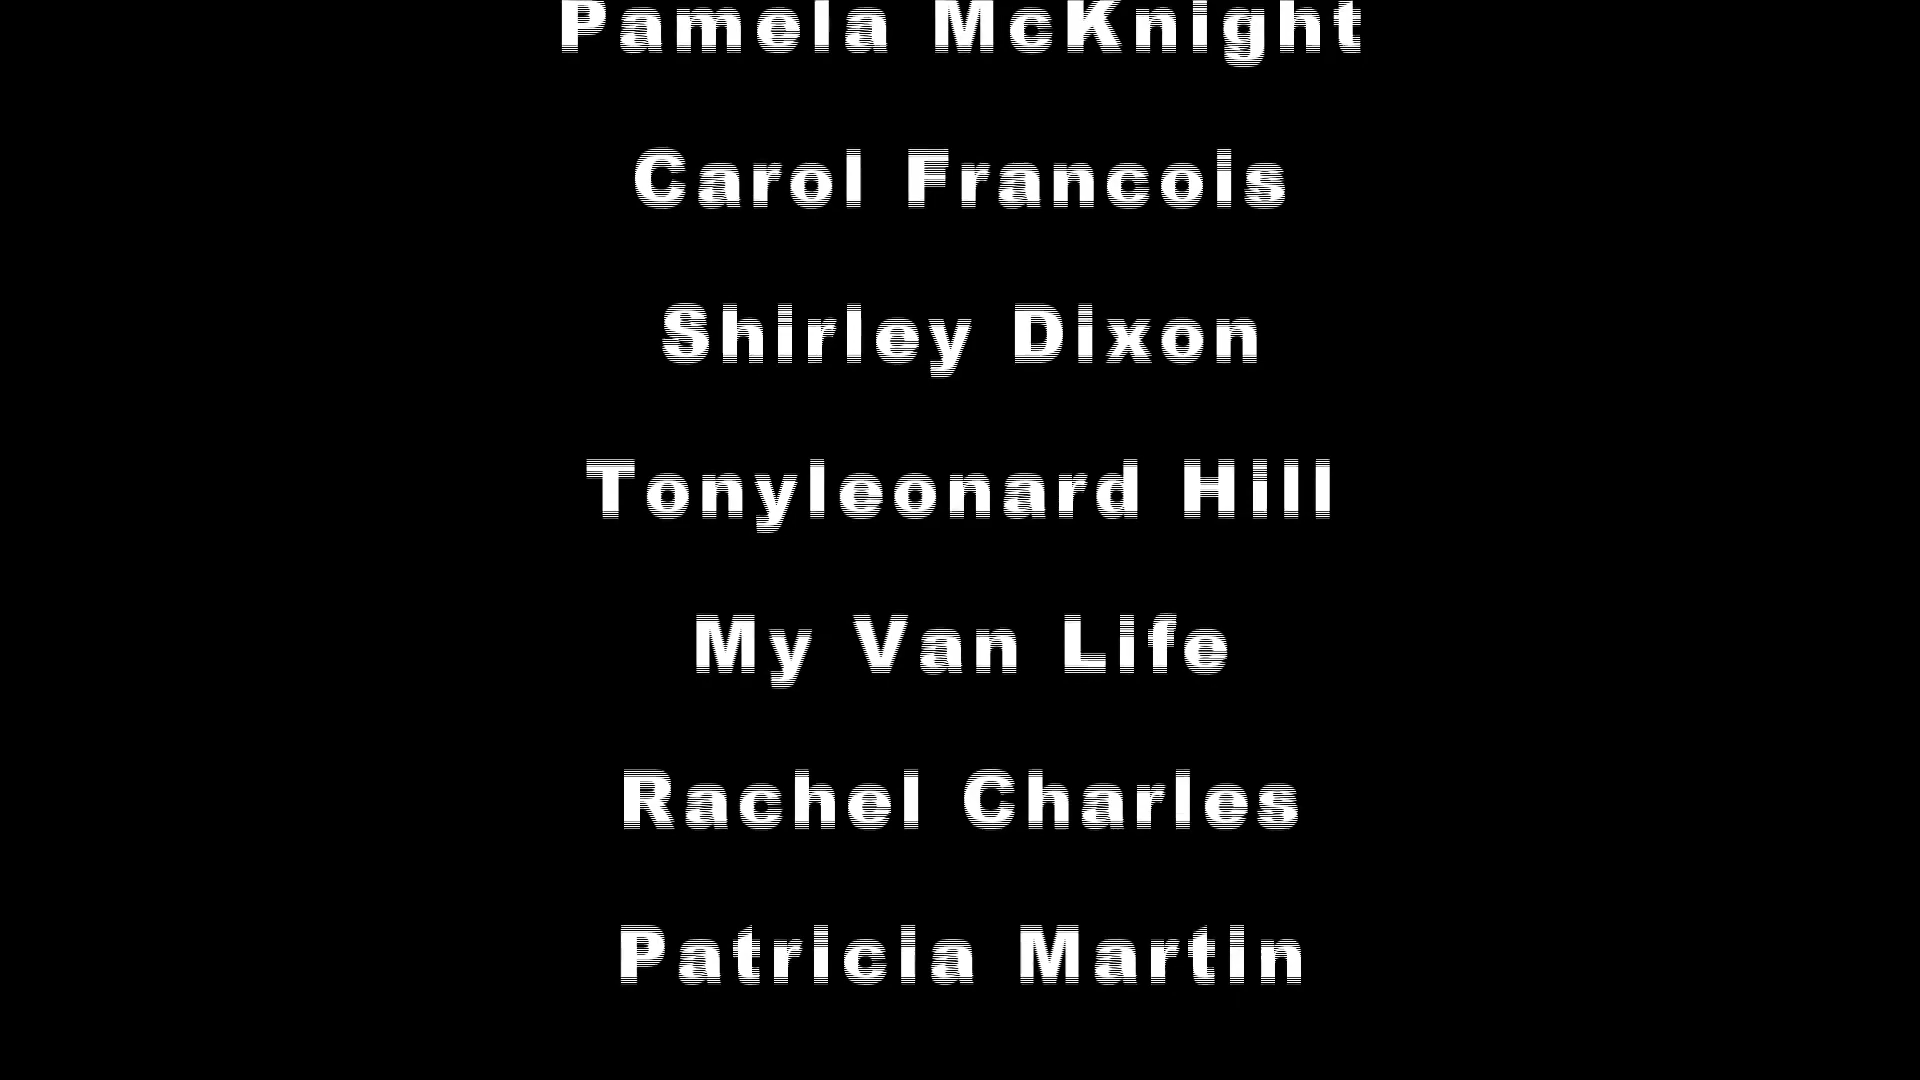 Pamela McKnight
Carol Francois
Shirley Dixon
Tonyleonard Hill
My Van Life
Rachel Charles
Patricia Martin